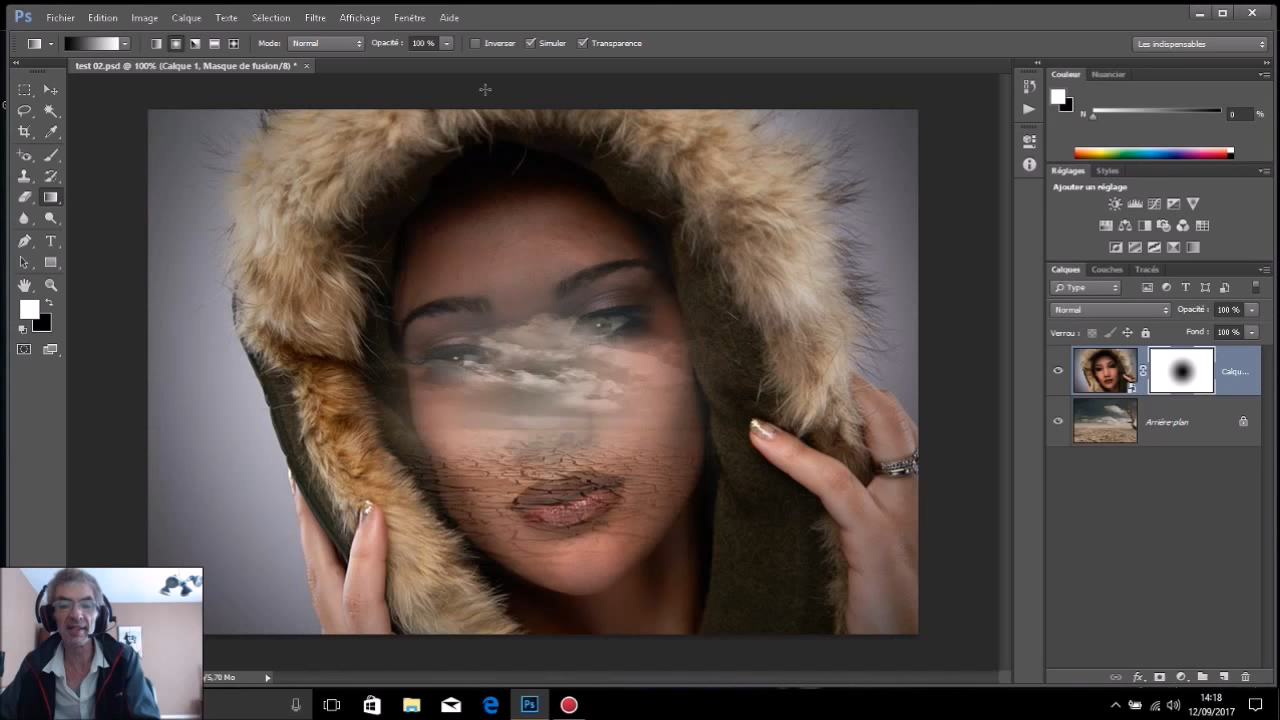 Ps Fichier Edition Image Calque Texte Sélection Filtre Affichage Fenêtre Aide
Mode: Normal Opacité: 100 % Inverser Simuler Transparence Les indispensables
test 02.psd @ 100% (Calque 1, Masque de fusion/8) * ×
Couleur Nuancier
N 0 %
Réglages Styles
Ajouter un réglage
Calques Couches Tracés
Type
Normal Opacité: 100 %
Verrou: Fond: 100 %
Calqu...
Arrière-plan
5,70 Mo
Ps
14:18
12/09/2017